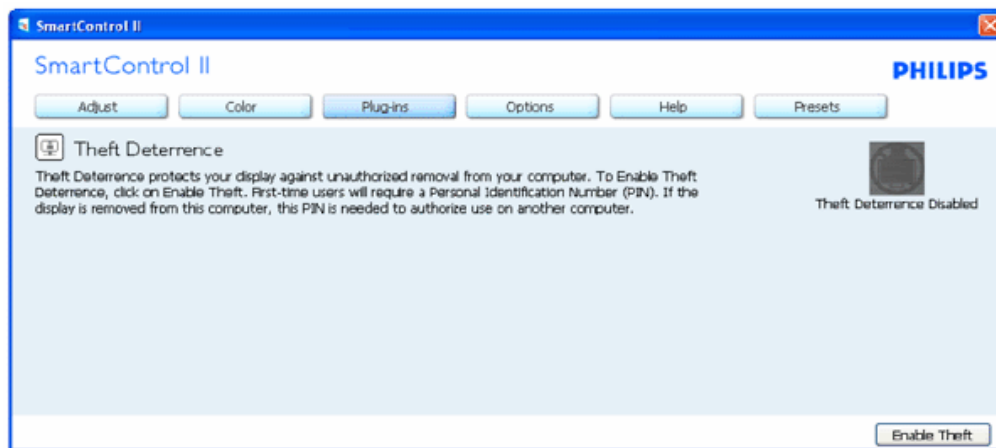 SmartControl II
SmartControl II
PHILIPS
Adjust Color Plug-ins Options Help Presets
Theft Deterrence
Theft Deterrence protects your display against unauthorized removal from your computer. To Enable Theft
Deterrence, click on Enable Theft. First-time users will require a Personal Identification Number (PIN). If the
display is removed from this computer, this PIN is needed to authorize use on another computer.
Theft Deterrence Disabled
Enable Theft